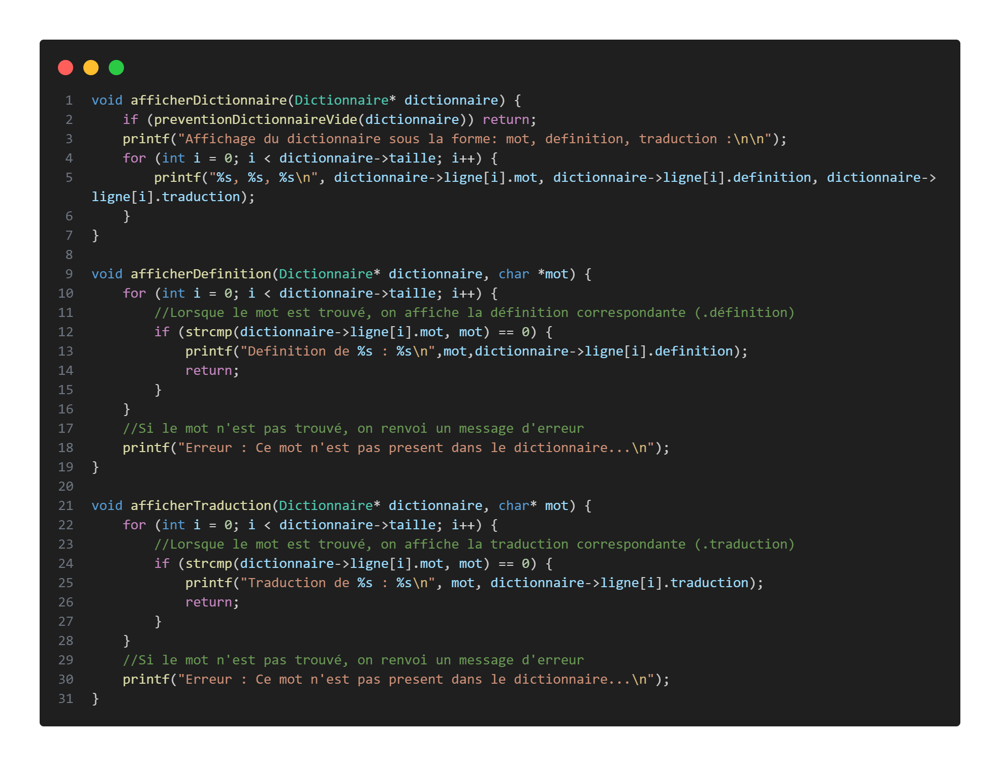 1 void afficherDictionnaire(Dictionnaire* dictionnaire) {
2     if (preventionDictionnaireVide(dictionnaire)) return;
3     printf("Affichage du dictionnaire sous la forme: mot, definition, traduction :\n\n");
4     for (int i = 0; i < dictionnaire->taille; i++) {
5         printf("%s, %s, %s\n", dictionnaire->ligne[i].mot, dictionnaire->ligne[i].definition, dictionnaire->
ligne[i].traduction);
6     }
7 }
8
9 void afficherDefinition(Dictionnaire* dictionnaire, char *mot) {
10     for (int i = 0; i < dictionnaire->taille; i++) {
11         //Lorsque le mot est trouvé, on affiche la définition correspondante (.définition)
12         if (strcmp(dictionnaire->ligne[i].mot, mot) == 0) {
13             printf("Definition de %s : %s\n",mot,dictionnaire->ligne[i].definition);
14             return;
15         }
16     }
17     //Si le mot n'est pas trouvé, on renvoi un message d'erreur
18     printf("Erreur : Ce mot n'est pas present dans le dictionnaire...\n");
19 }
20
21 void afficherTraduction(Dictionnaire* dictionnaire, char* mot) {
22     for (int i = 0; i < dictionnaire->taille; i++) {
23         //Lorsque le mot est trouvé, on affiche la traduction correspondante (.traduction)
24         if (strcmp(dictionnaire->ligne[i].mot, mot) == 0) {
25             printf("Traduction de %s : %s\n", mot, dictionnaire->ligne[i].traduction);
26             return;
27         }
28     }
29     //Si le mot n'est pas trouvé, on renvoi un message d'erreur
30     printf("Erreur : Ce mot n'est pas present dans le dictionnaire...\n");
31 }